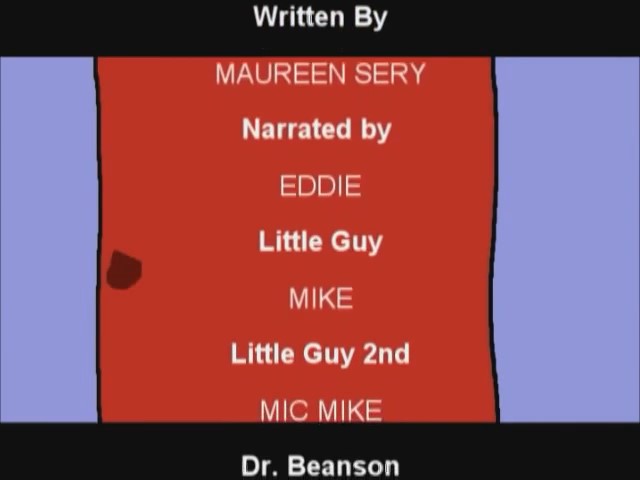 Written By
MAUREEN SERY
Narrated by
EDDIE
Little Guy
MIKE
Little Guy 2nd
MIC MIKE
Dr. Beanson